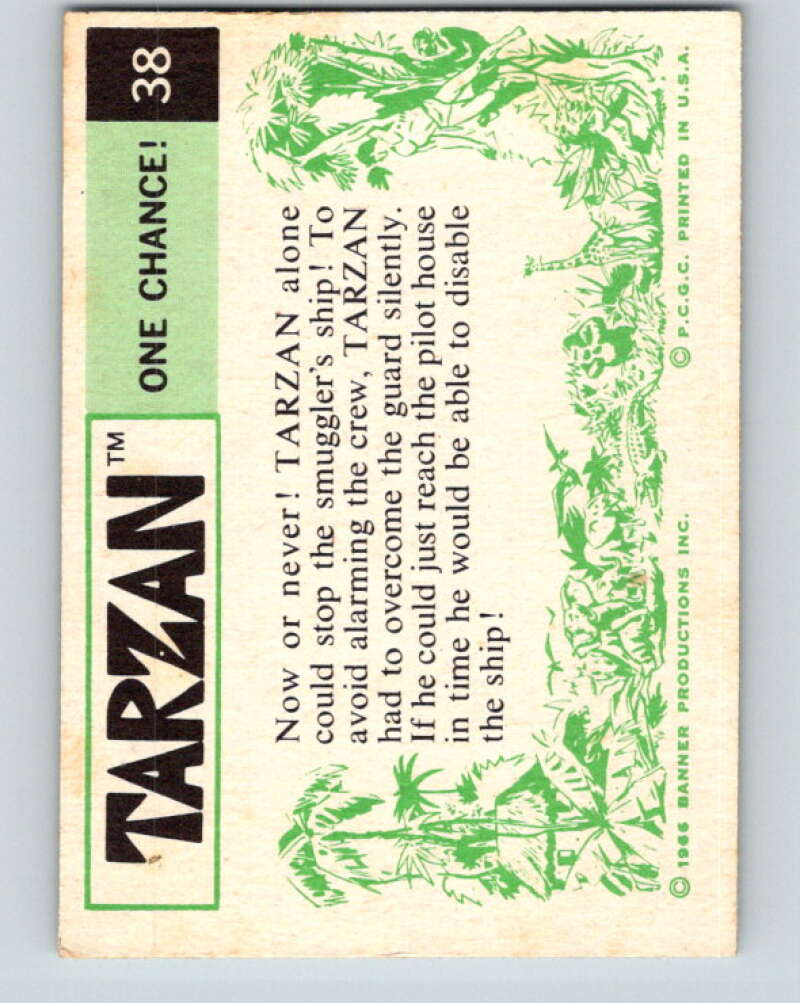 TARZAN™
ONE CHANCE!
38
Now or never! TARZAN alone
could stop the smuggler's ship! To
avoid alarming the crew, TARZAN
had to overcome the guard silently.
If he could just reach the pilot house
in time he would be able to disable
the ship!
© 1966 BANNER PRODUCTIONS INC.
© P.C.G.C. PRINTED IN U.S.A.